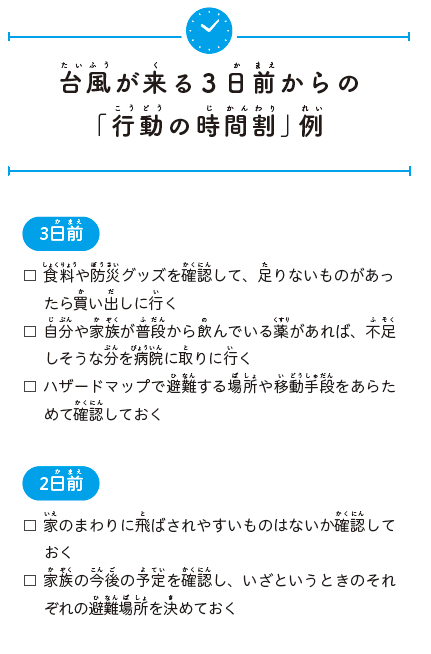 台風が来る3日前からの
「行動の時間割」例
3日前
□ 食料や防災グッズを確認して、足りないものがあっ
たら買い出しに行く
□ 自分や家族が普段から飲んでいる薬があれば、不足
しそうな分を病院に取りに行く
□ ハザードマップで避難する場所や移動手段をあらた
めて確認しておく
2日前
□ 家のまわりに飛ばされやすいものはないか確認して
おく
□ 家族の今後の予定を確認し、いざというときのそれ
ぞれの避難場所を決めておく